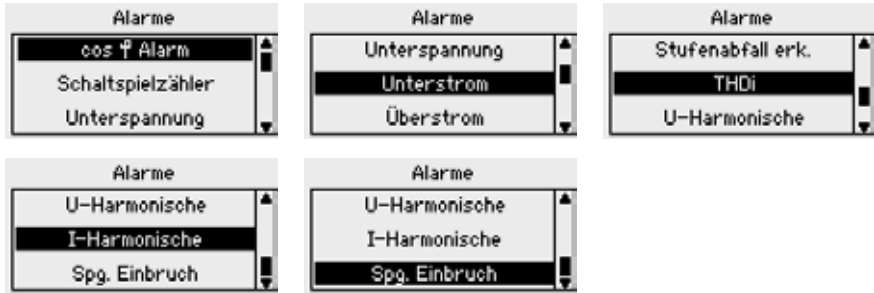 Alarme
cos φ Alarm
Schaltspielzähler
Unterspannung
Alarme
Unterspannung
Unterstrom
Überstrom
Alarme
Stufenabfall erk.
THDi
U-Harmonische
Alarme
U-Harmonische
I-Harmonische
Spg. Einbruch
Alarme
U-Harmonische
I-Harmonische
Spg. Einbruch